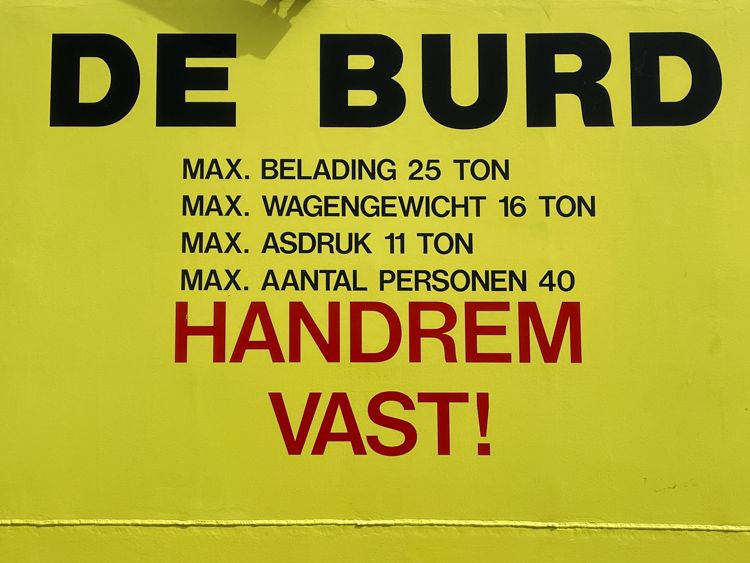 DE BURD
MAX. BELADING 25 TON
MAX. WAGENGEWICHT 16 TON
MAX. ASDRUK 11 TON
MAX. AANTAL PERSONEN 40
HANDREM
VAST!